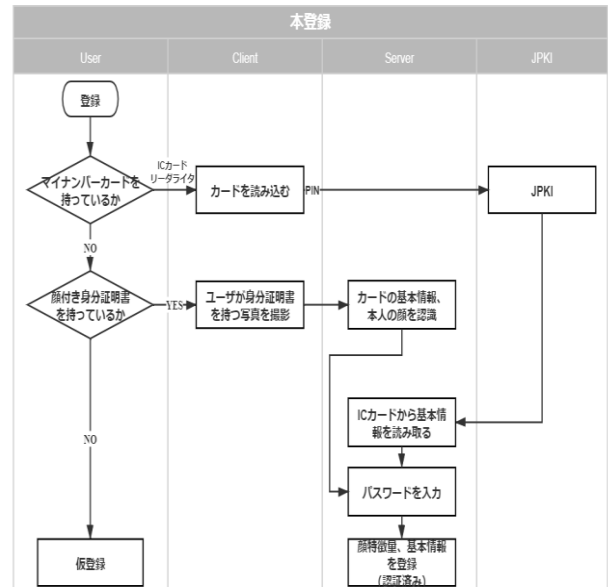 本登録
User
Client
Server
JPKI
登録
マイナンバーカードを
持っているか
ICカード
リーダライタ
カードを読み込む
PIN
JPKI
NO
顔付き身分証明書
を持っているか
YES
ユーザが身分証明書
を持つ写真を撮影
カードの基本情報、
本人の顔を認識
ICカードから基本情
報を読み取る
NO
パスワードを入力
仮登録
顔特徴量、基本情報
を登録
(認証済み)